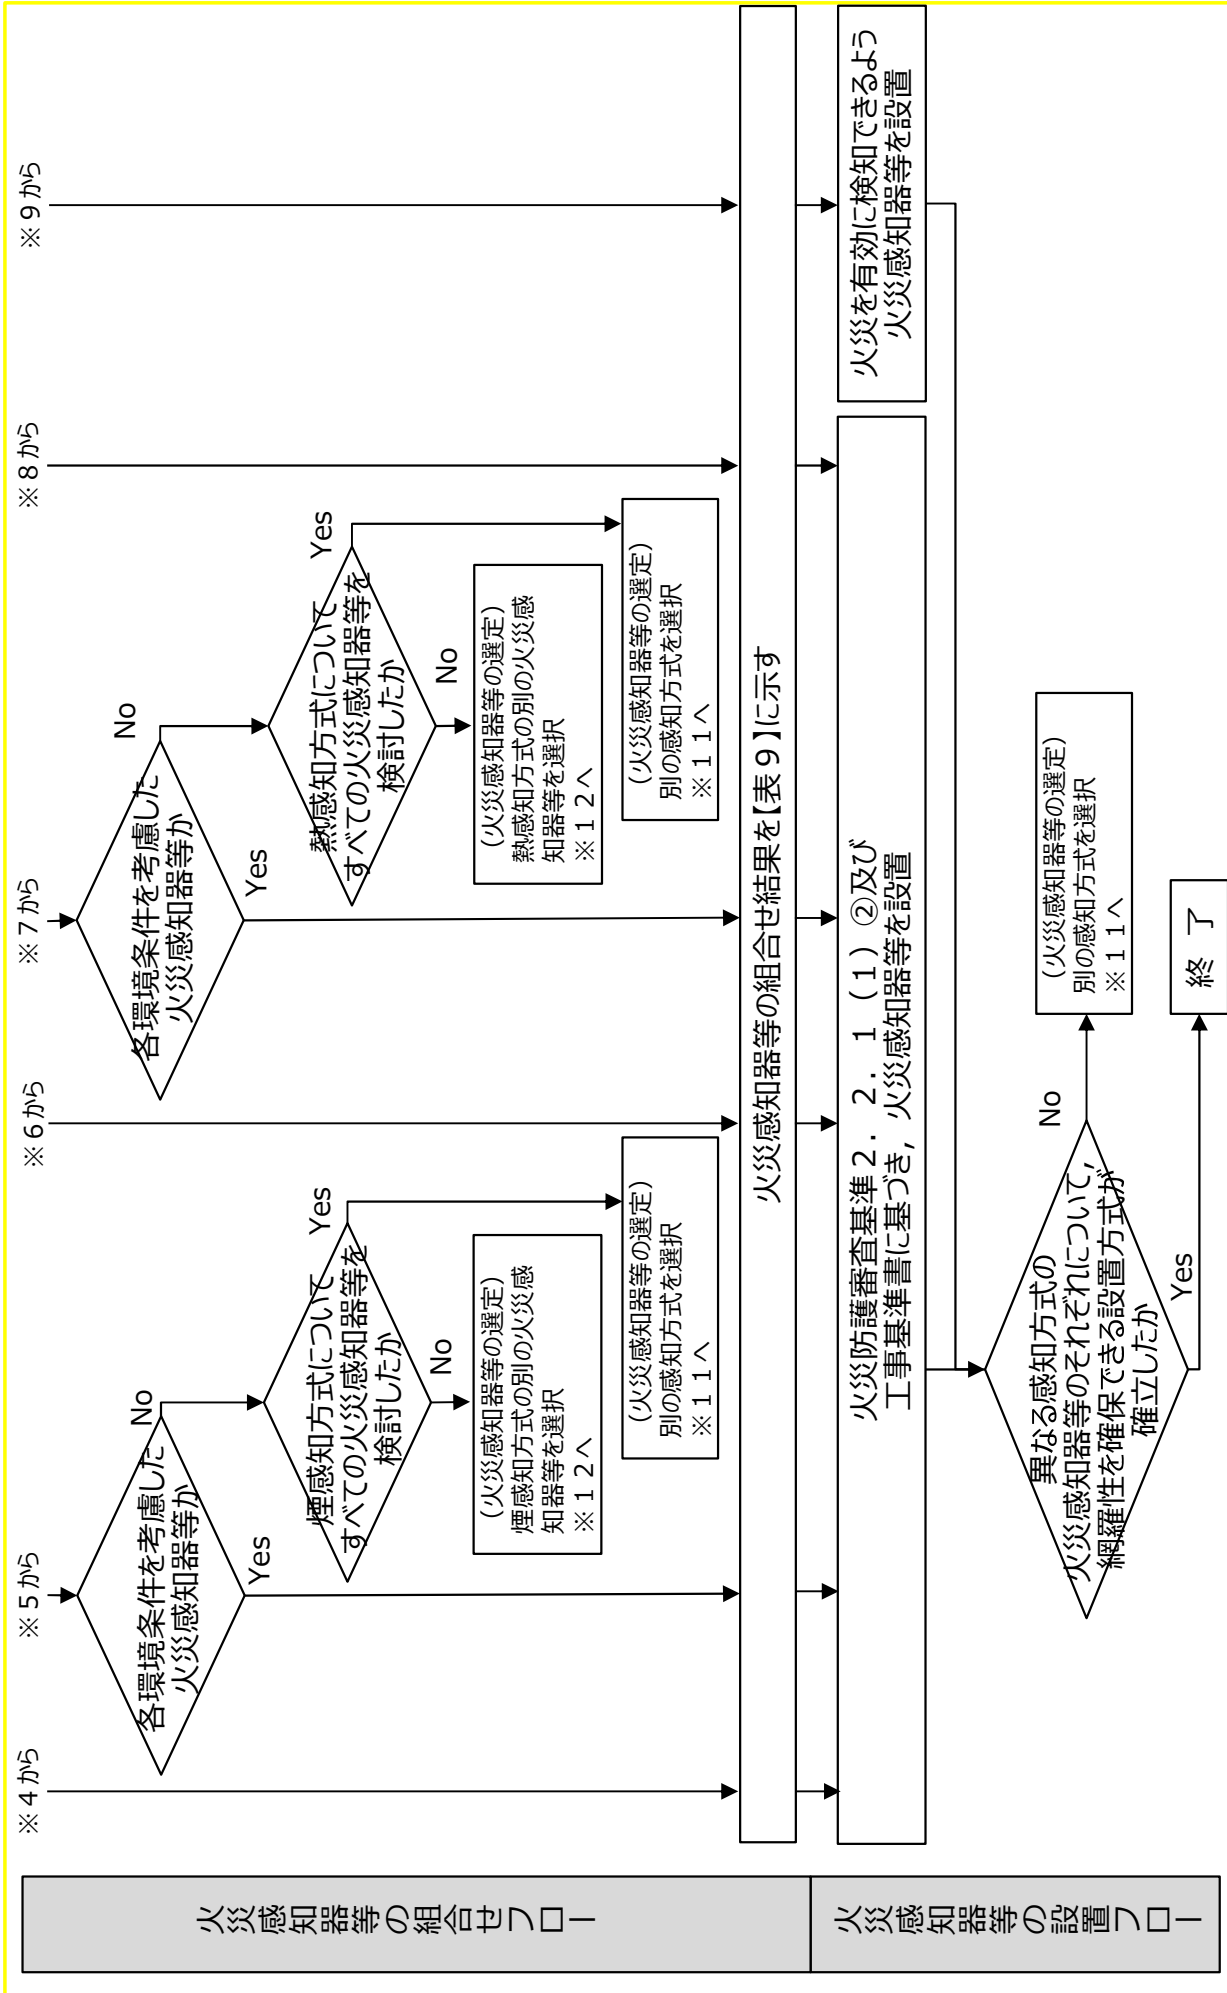 火災感知器等の組合せフロー
※4から
※5から
※6から
※7から
※8から
※9から
各環境条件を考慮した
火災感知器等か
No
Yes
煙感知方式について
すべての火災感知器等を
検討したか
Yes
No
(火災感知器等の選定)
煙感知方式の別の火災感
知器等を選択
※12へ
(火災感知器等の選定)
別の感知方式を選択
※11へ
各環境条件を考慮した
火災感知器等か
No
Yes
熱感知方式について
すべての火災感知器等を
検討したか
Yes
No
(火災感知器等の選定)
熱感知方式の別の火災感
知器等を選択
※12へ
(火災感知器等の選定)
別の感知方式を選択
※11へ
火災感知器等の組合せ結果を【表9】に示す
火災感知器等の設置フロー
火災防護審査基準2.2.1(1)②及び
工事基準書に基づき,火災感知器等を設置
火災を有効に検知できるよう
火災感知器等を設置
異なる感知方式の
火災感知器等のそれぞれについて,
網羅性を確保できる設置方式が
確立したか
No
Yes
(火災感知器等の選定)
別の感知方式を選択
※11へ
終了